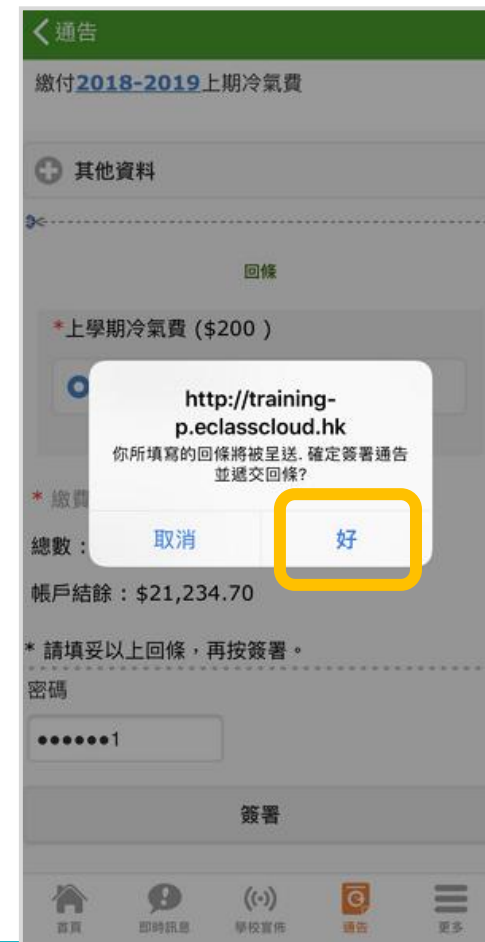 通告
繳付2018-2019上期冷氣費
其他資料
回條
*上學期冷氣費 ($200 )
http://training-
p.eclasscloud.hk
你所填寫的回條將被呈送. 確定簽署通告
並遞交回條?
取消
好
* 繳費
總數：
帳戶結餘：$21,234.70
* 請填妥以上回條，再按簽署。
密碼
●●●●●●1
簽署
首頁
即時訊息
學校宣佈
通告
更多